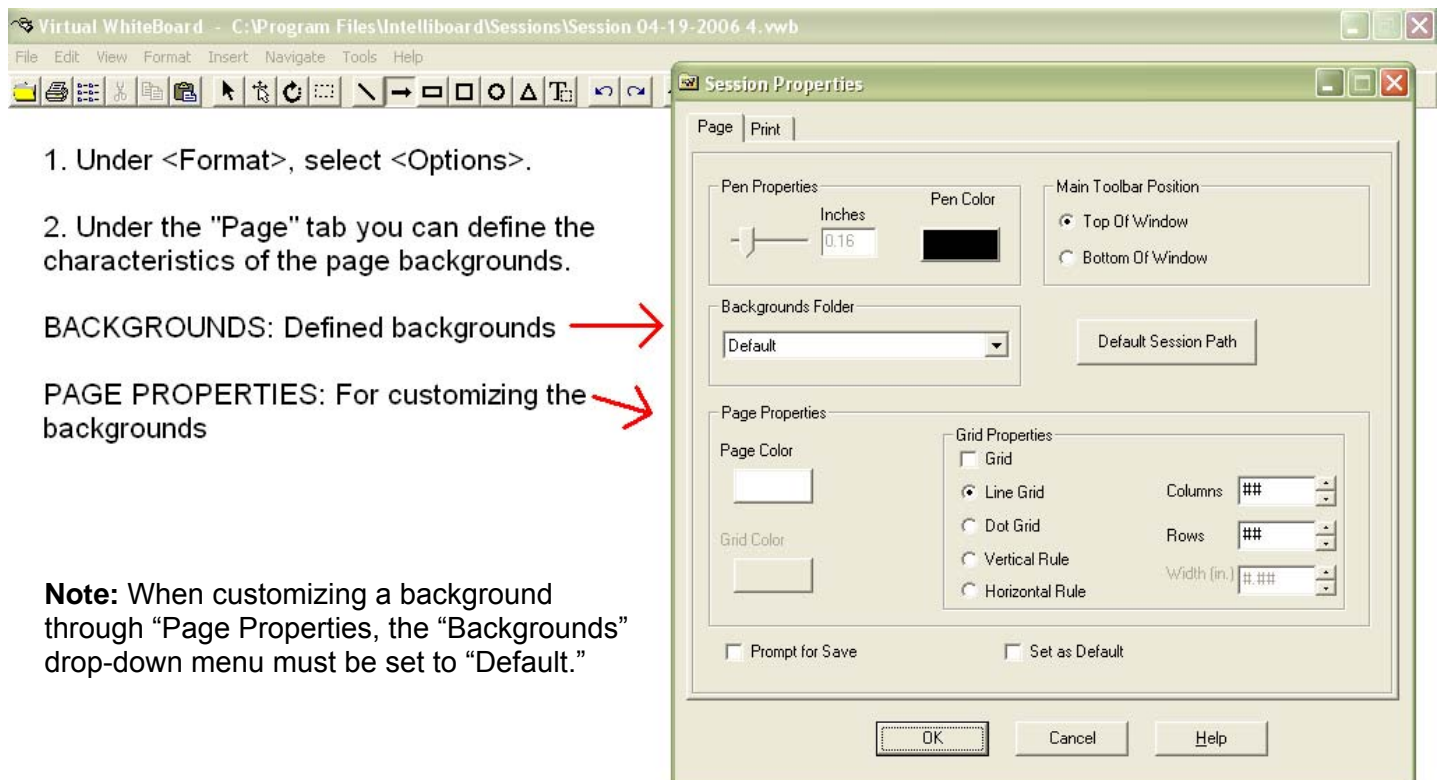 Virtual WhiteBoard - C:\Program Files\Intelliboard\Sessions\Session 04-19-2006 4.vwb
File Edit View Format Insert Navigate Tools Help
1. Under <Format>, select <Options>.
2. Under the "Page" tab you can define the
characteristics of the page backgrounds.
BACKGROUNDS: Defined backgrounds
PAGE PROPERTIES: For customizing the
backgrounds
Note: When customizing a background
through “Page Properties, the “Backgrounds”
drop-down menu must be set to “Default.”
Session Properties
Page Print
Pen Properties
Inches
0.16
Pen Color
Main Toolbar Position
Top Of Window
Bottom Of Window
Backgrounds Folder
Default
Default Session Path
Page Properties
Page Color
Grid Color
Grid Properties
Grid
Line Grid
Dot Grid
Vertical Rule
Horizontal Rule
Columns ##
Rows ##
Width (in.) #.##
Prompt for Save
Set as Default
OK Cancel Help